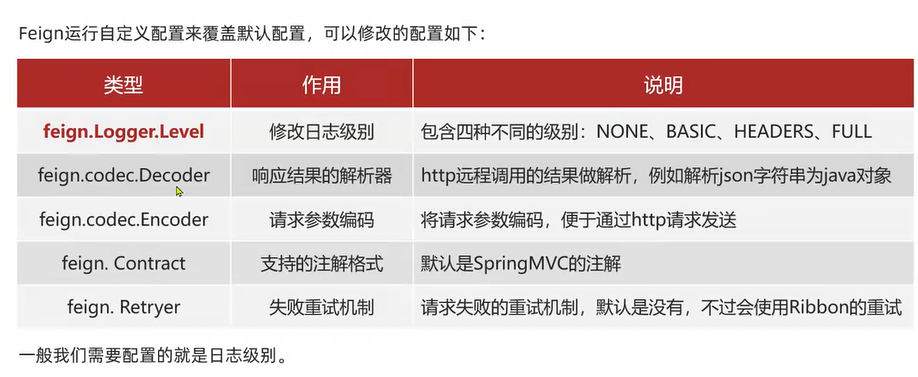 Feign运行自定义配置来覆盖默认配置，可以修改的配置如下：
类型 作用 说明
feign.Logger.Level 修改日志级别 包含四种不同的级别：NONE、BASIC、HEADERS、FULL
feign.codec.Decoder 响应结果的解析器 http远程调用的结果做解析，例如解析json字符串为java对象
feign.codec.Encoder 请求参数编码 将请求参数编码，便于通过http请求发送
feign. Contract 支持的注解格式 默认是SpringMVC的注解
feign. Retryer 失败重试机制 请求失败的重试机制，默认是没有，不过会使用Ribbon的重试
一般我们需要配置的就是日志级别。